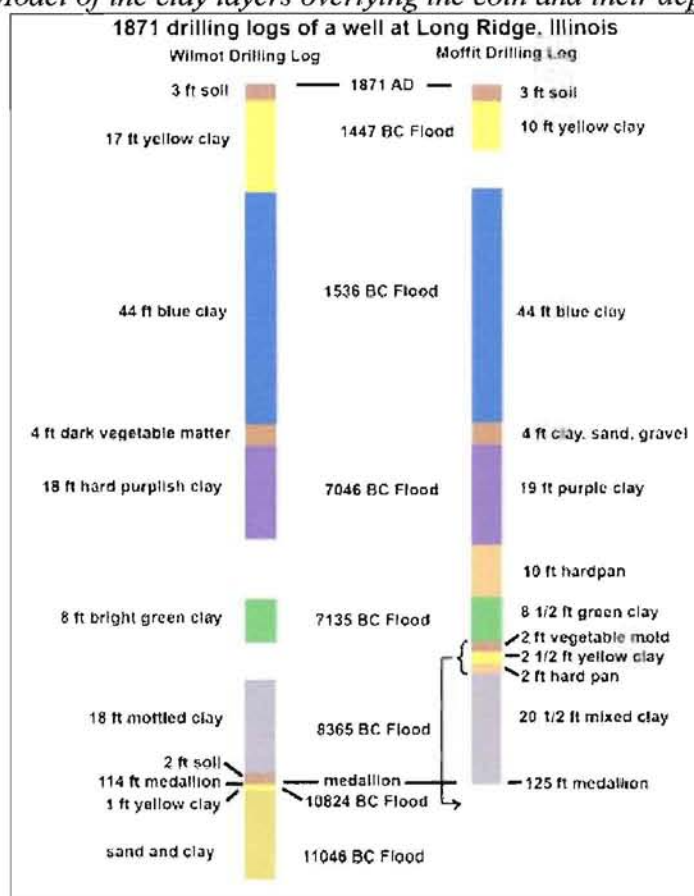 Model of the clay layers overlying the coin and their dep
1871 drilling logs of a well at Long Ridge, Illinois
Wilmot Drilling Log
Moffit Drilling Log
3 ft soil
1871 AD
3 ft soil
17 ft yellow clay
1447 BC Flood
10 ft yellow clay
44 ft blue clay
1536 BC Flood
44 ft blue clay
4 ft dark vegetable matter
4 ft clay, sand, gravel
18 ft hard purplish clay
7046 BC Flood
19 ft purple clay
10 ft hardpan
8 ft bright green clay
7135 BC Flood
8 1/2 ft green clay
2 ft vegetable mold
2 1/2 ft yellow clay
2 ft hard pan
18 ft mottled clay
8365 BC Flood
20 1/2 ft mixed clay
2 ft soil
114 ft medallion
medallion
125 ft medallion
1 ft yellow clay
10824 BC Flood
sand and clay
11046 BC Flood